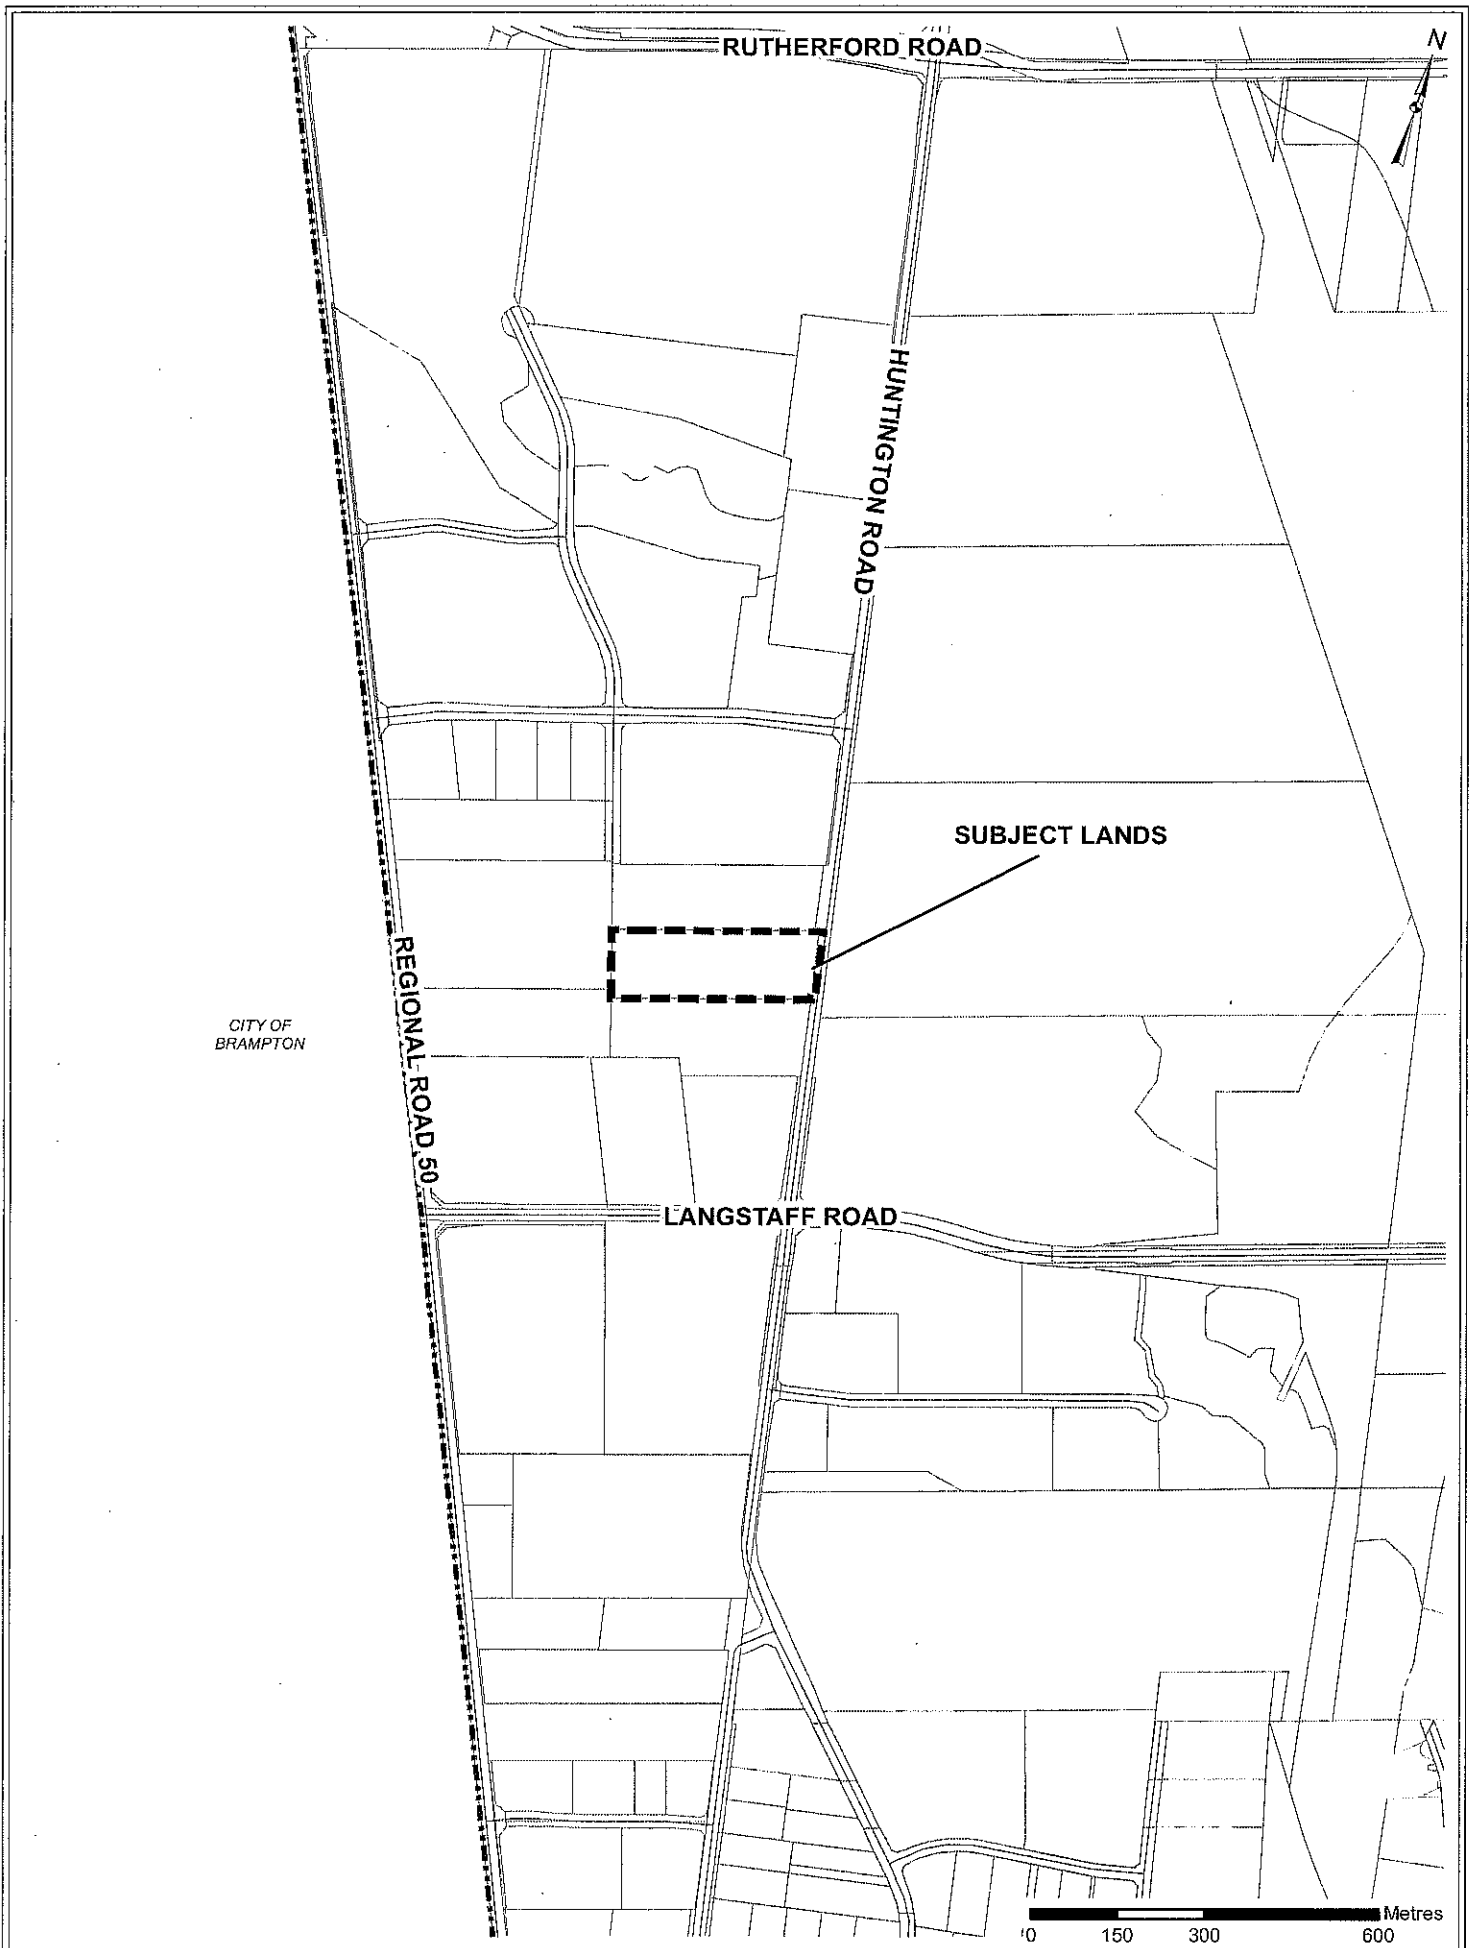 RUTHERFORD ROAD
N
HUNTINGTON ROAD
SUBJECT LANDS
REGIONAL ROAD 50
CITY OF
BRAMPTON
LANGSTAFF ROAD
Metres
0 150 300 600